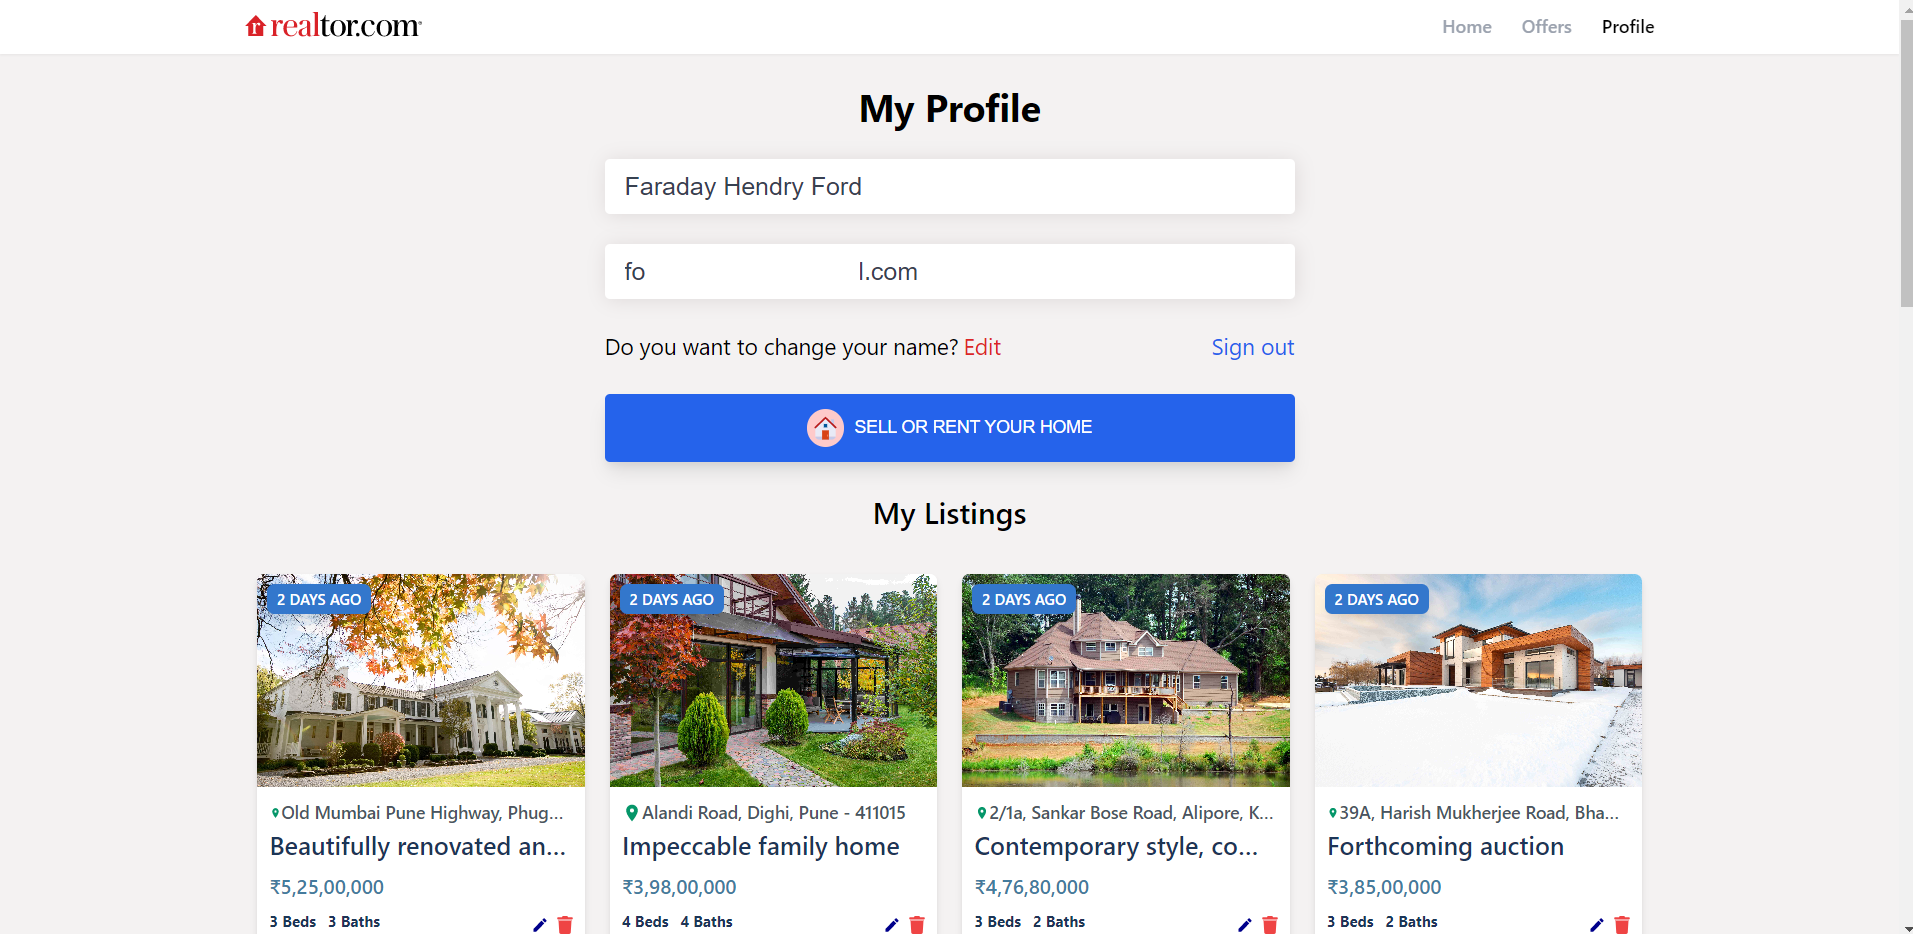 realtor.com
Home Offers Profile
My Profile
Faraday Hendry Ford
fo l.com
Do you want to change your name? Edit Sign out
SELL OR RENT YOUR HOME
My Listings
2 DAYS AGO
Old Mumbai Pune Highway, Phug...
Beautifully renovated an...
₹5,25,00,000
3 Beds 3 Baths
2 DAYS AGO
Alandi Road, Dighi, Pune - 411015
Impeccable family home
₹3,98,00,000
4 Beds 4 Baths
2 DAYS AGO
2/1a, Sankar Bose Road, Alipore, K...
Contemporary style, co...
₹4,76,80,000
3 Beds 2 Baths
2 DAYS AGO
39A, Harish Mukherjee Road, Bha...
Forthcoming auction
₹3,85,00,000
3 Beds 2 Baths